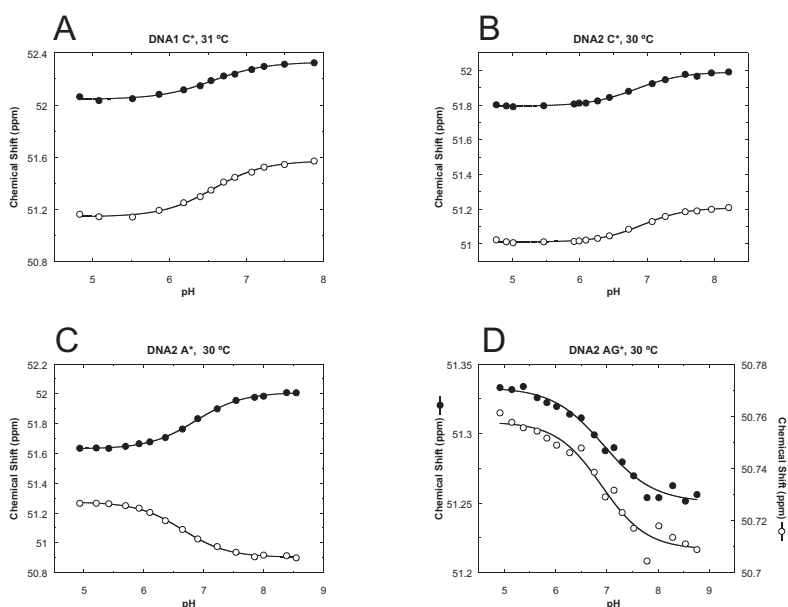 A
DNA1 C*, 31 ºC
52.4
52
51.6
51.2
50.8
Chemical Shift (ppm)
5 6 7 8
pH
B
DNA2 C*, 30 ºC
52
51.8
51.2
51
Chemical Shift (ppm)
5 6 7 8
pH
C
DNA2 A*, 30 ºC
52.2
52
51.8
51.6
51.4
51.2
51
50.8
Chemical Shift (ppm)
4 5 6 7 8 9
pH
D
DNA2 AG*, 30 ºC
51.35
51.3
51.25
51.2
Chemical Shift (ppm)
5 6 7 8 9
pH
50.78
50.76
50.74
50.72
50.7
Chemical Shift (ppm)